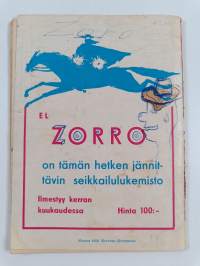 EL
ZORRO
on tämän hetken jännit-
tävin seikkailulukemisto
Ilmestyy kerran
kuukaudessa
Hinta 100:-